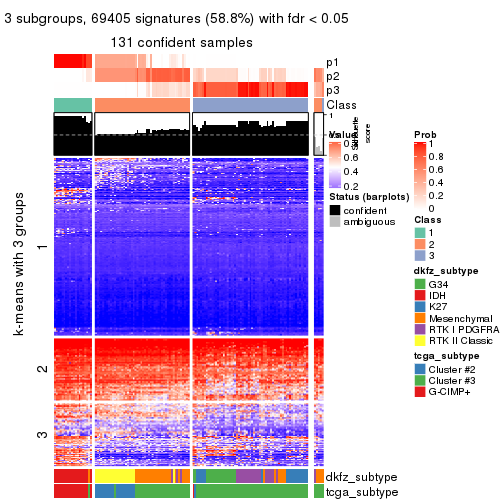 3 subgroups, 69405 signatures (58.8%) with fdr < 0.05
131 confident samples
p1
p2
p3
Class
1
Silhouette
score
Value
0.8
0.6
0.4
0.2
Status (barplots)
confident
ambiguous
Prob
1
0.8
0.6
0.4
0.2
0
Class
1
2
3
dkfz_subtype
G34
IDH
K27
Mesenchymal
RTK I PDGFRA
RTK II Classic
tcga_subtype
Cluster #2
Cluster #3
G-CIMP+
k-means with 3 groups
1
2
3
dkfz_subtype
tcga_subtype